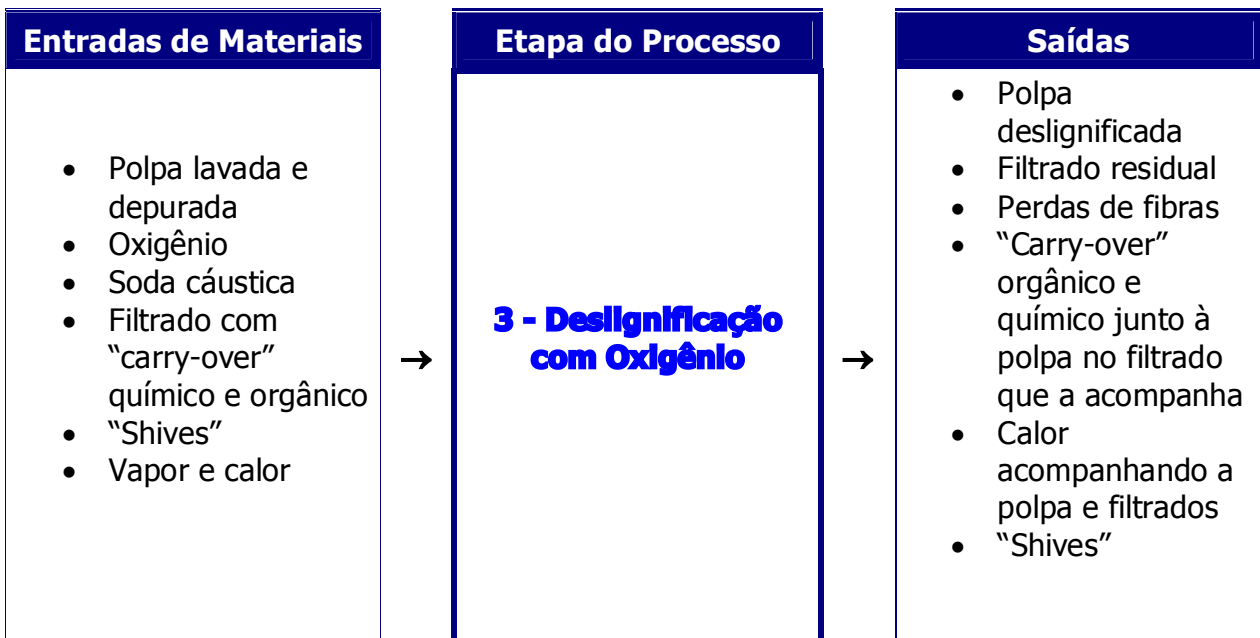 Entradas de Materiais
• Polpa lavada e
depurada
• Oxigênio
• Soda cáustica
• Filtrado com
“carry-over”
químico e orgânico
• “Shives”
• Vapor e calor
→
Etapa do Processo
3 - Deslignificação
com Oxigênio
→
Saídas
• Polpa
deslignificada
• Filtrado residual
• Perdas de fibras
• “Carry-over”
orgânico e
químico junto à
polpa no filtrado
que a acompanha
• Calor
acompanhando a
polpa e filtrados
• “Shives”